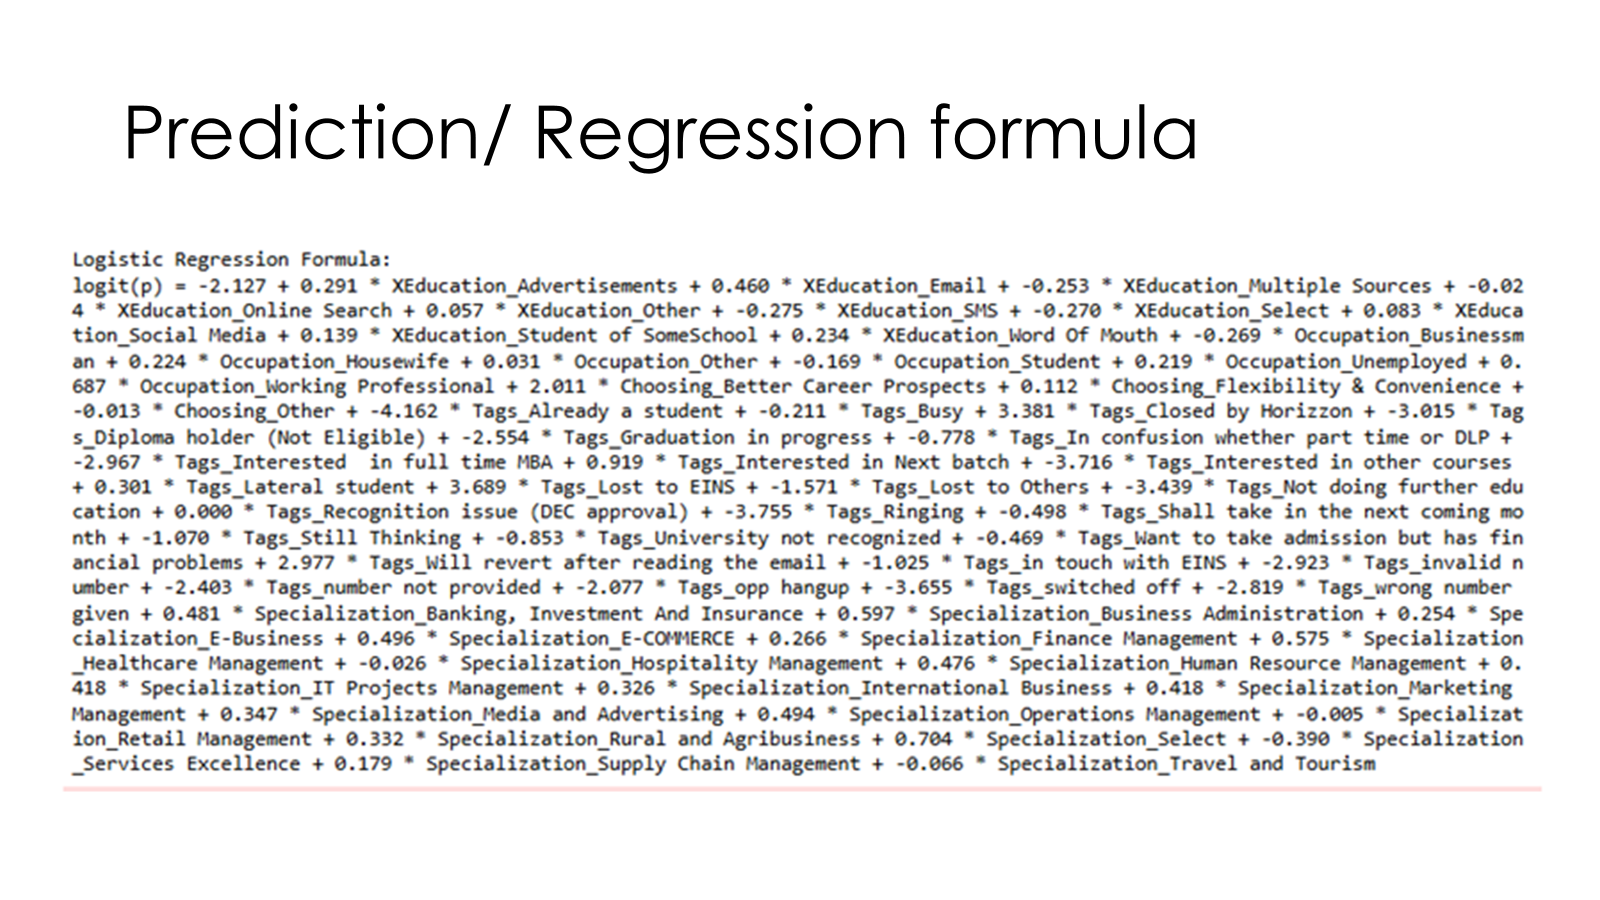 Prediction/ Regression formula
Logistic Regression Formula:
logit(p) = -2.127 + 0.291 * XEducation_Advertisements + 0.460 * XEducation_Email + -0.253 * XEducation_Multiple Sources + -0.02
4 * XEducation_Online Search + 0.057 * XEducation_Other + -0.275 * XEducation_SMS + -0.270 * XEducation_Select + 0.083 * XEduca
tion_Social Media + 0.139 * XEducation_Student of SomeSchool + 0.234 * XEducation_Word Of Mouth + -0.269 * Occupation_Businessm
an + 0.224 * Occupation_Housewife + 0.031 * Occupation_Other + -0.169 * Occupation_Student + 0.219 * Occupation_Unemployed + 0.
687 * Occupation_Working Professional + 2.011 * Choosing_Better Career Prospects + 0.112 * Choosing_Flexibility & Convenience +
-0.013 * Choosing_Other + -4.162 * Tags_Already a student + -0.211 * Tags_Busy + 3.381 * Tags_Closed by Horizzon + -3.015 * Tag
s_Diploma holder (Not Eligible) + -2.554 * Tags_Graduation in progress + -0.778 * Tags_In confusion whether part time or DLP +
-2.967 * Tags_Interested  in full time MBA + 0.919 * Tags_Interested in Next batch + -3.716 * Tags_Interested in other courses
+ 0.301 * Tags_Lateral student + 3.689 * Tags_Lost to EINS + -1.571 * Tags_Lost to Others + -3.439 * Tags_Not doing further edu
cation + 0.000 * Tags_Recognition issue (DEC approval) + -3.755 * Tags_Ringing + -0.498 * Tags_Shall take in the next coming mo
nth + -1.070 * Tags_Still Thinking + -0.853 * Tags_University not recognized + -0.469 * Tags_Want to take admission but has fin
ancial problems + 2.977 * Tags_Will revert after reading the email + -1.025 * Tags_in touch with EINS + -2.923 * Tags_invalid n
umber + -2.403 * Tags_number not provided + -2.077 * Tags_opp hangup + -3.655 * Tags_switched off + -2.819 * Tags_wrong number
given + 0.481 * Specialization_Banking, Investment And Insurance + 0.597 * Specialization_Business Administration + 0.254 * Spe
cialization_E-Business + 0.496 * Specialization_E-COMMERCE + 0.266 * Specialization_Finance Management + 0.575 * Specialization
_Healthcare Management + -0.026 * Specialization_Hospitality Management + 0.476 * Specialization_Human Resource Management + 0.
418 * Specialization_IT Projects Management + 0.326 * Specialization_International Business + 0.418 * Specialization_Marketing
Management + 0.347 * Specialization_Media and Advertising + 0.494 * Specialization_Operations Management + -0.005 * Specializat
ion_Retail Management + 0.332 * Specialization_Rural and Agribusiness + 0.704 * Specialization_Select + -0.390 * Specialization
_Services Excellence + 0.179 * Specialization_Supply Chain Management + -0.066 * Specialization_Travel and Tourism